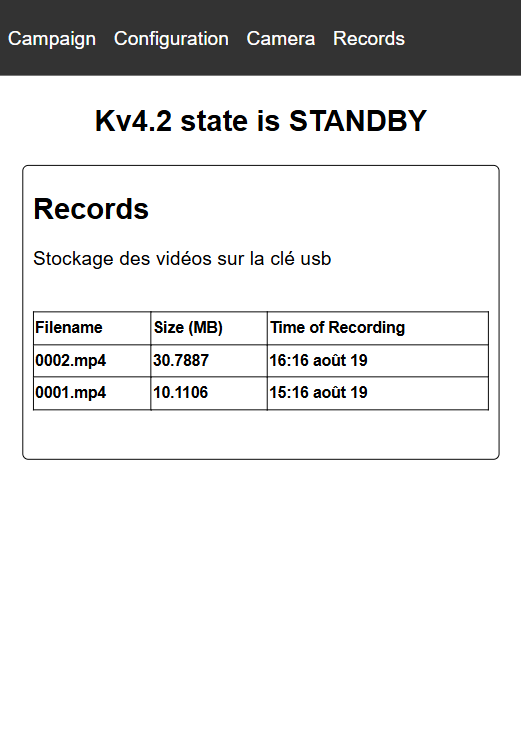 Campaign Configuration Camera Records
Kv4.2 state is STANDBY
Records
Stockage des vidéos sur la clé usb
Filename Size (MB) Time of Recording
0002.mp4 30.7887 16:16 août 19
0001.mp4 10.1106 15:16 août 19